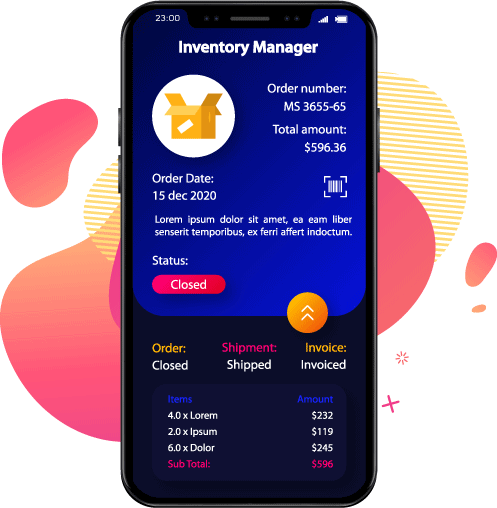 23:00
Inventory Manager
Order number:
MS 3655-65
Total amount:
$596.36
Order Date:
15 dec 2020
Lorem ipsum dolor sit amet, ea eam liber
senserit temporibus, ex ferri affert indoctum.
Status:
Closed
Order: Shipment: Invoice:
Closed Shipped Invoiced
Items Amount
4.0 x Lorem $232
2.0 x Ipsum $119
6.0 x Dolor $245
Sub Total: $596